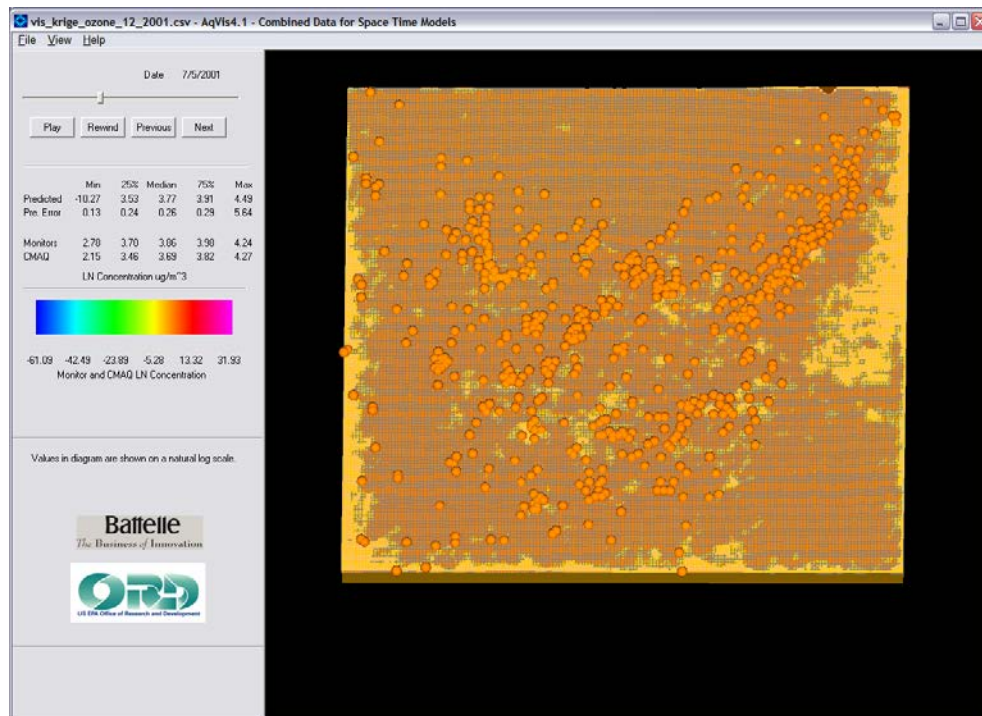 vis_krige_ozone_12_2001.csv - AqVis4.1 - Combined Data for Space Time Models
File View Help
Date 7/5/2001
Play Rewind Previous Next
Min 25% Median 75% Max
Predicted -10.27 3.53 3.77 3.91 4.49
Pre. Error 0.13 0.24 0.26 0.29 5.64
Monitors 2.78 3.70 3.86 3.98 4.24
CMAQ 2.15 3.46 3.69 3.82 4.27
LN Concentration ug/m^3
-61.09 -42.49 -23.89 -5.28 13.32 31.93
Monitor and CMAQ LN Concentration
Values in diagram are shown on a natural log scale.
Battelle
The Business of Innovation
ORD
US EPA Office of Research and Development